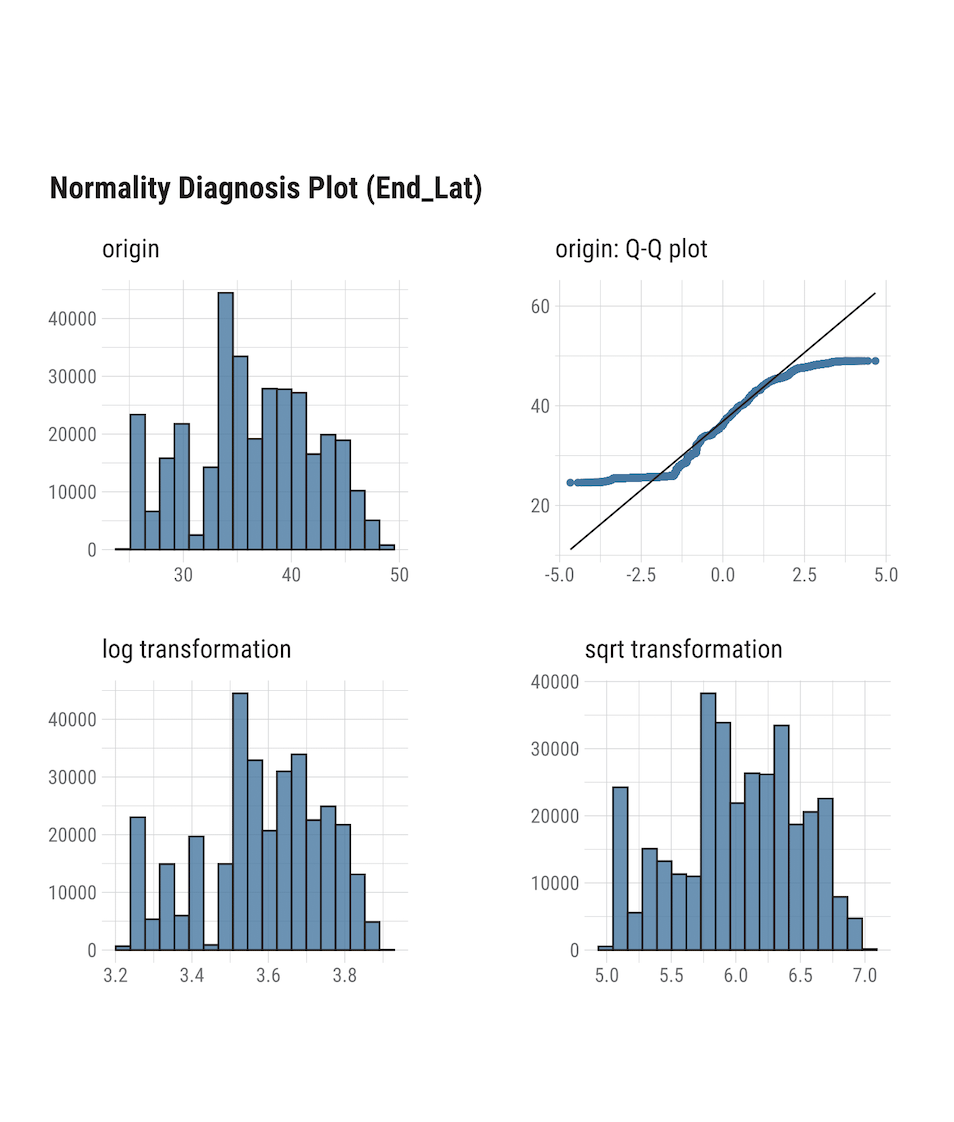 Normality Diagnosis Plot (End_Lat)
origin
40000
30000
20000
10000
0
30 40 50
origin: Q-Q plot
60
40
20
-5.0 -2.5 0.0 2.5 5.0
log transformation
40000
30000
20000
10000
0
3.2 3.4 3.6 3.8
sqrt transformation
40000
30000
20000
10000
0
5.0 5.5 6.0 6.5 7.0